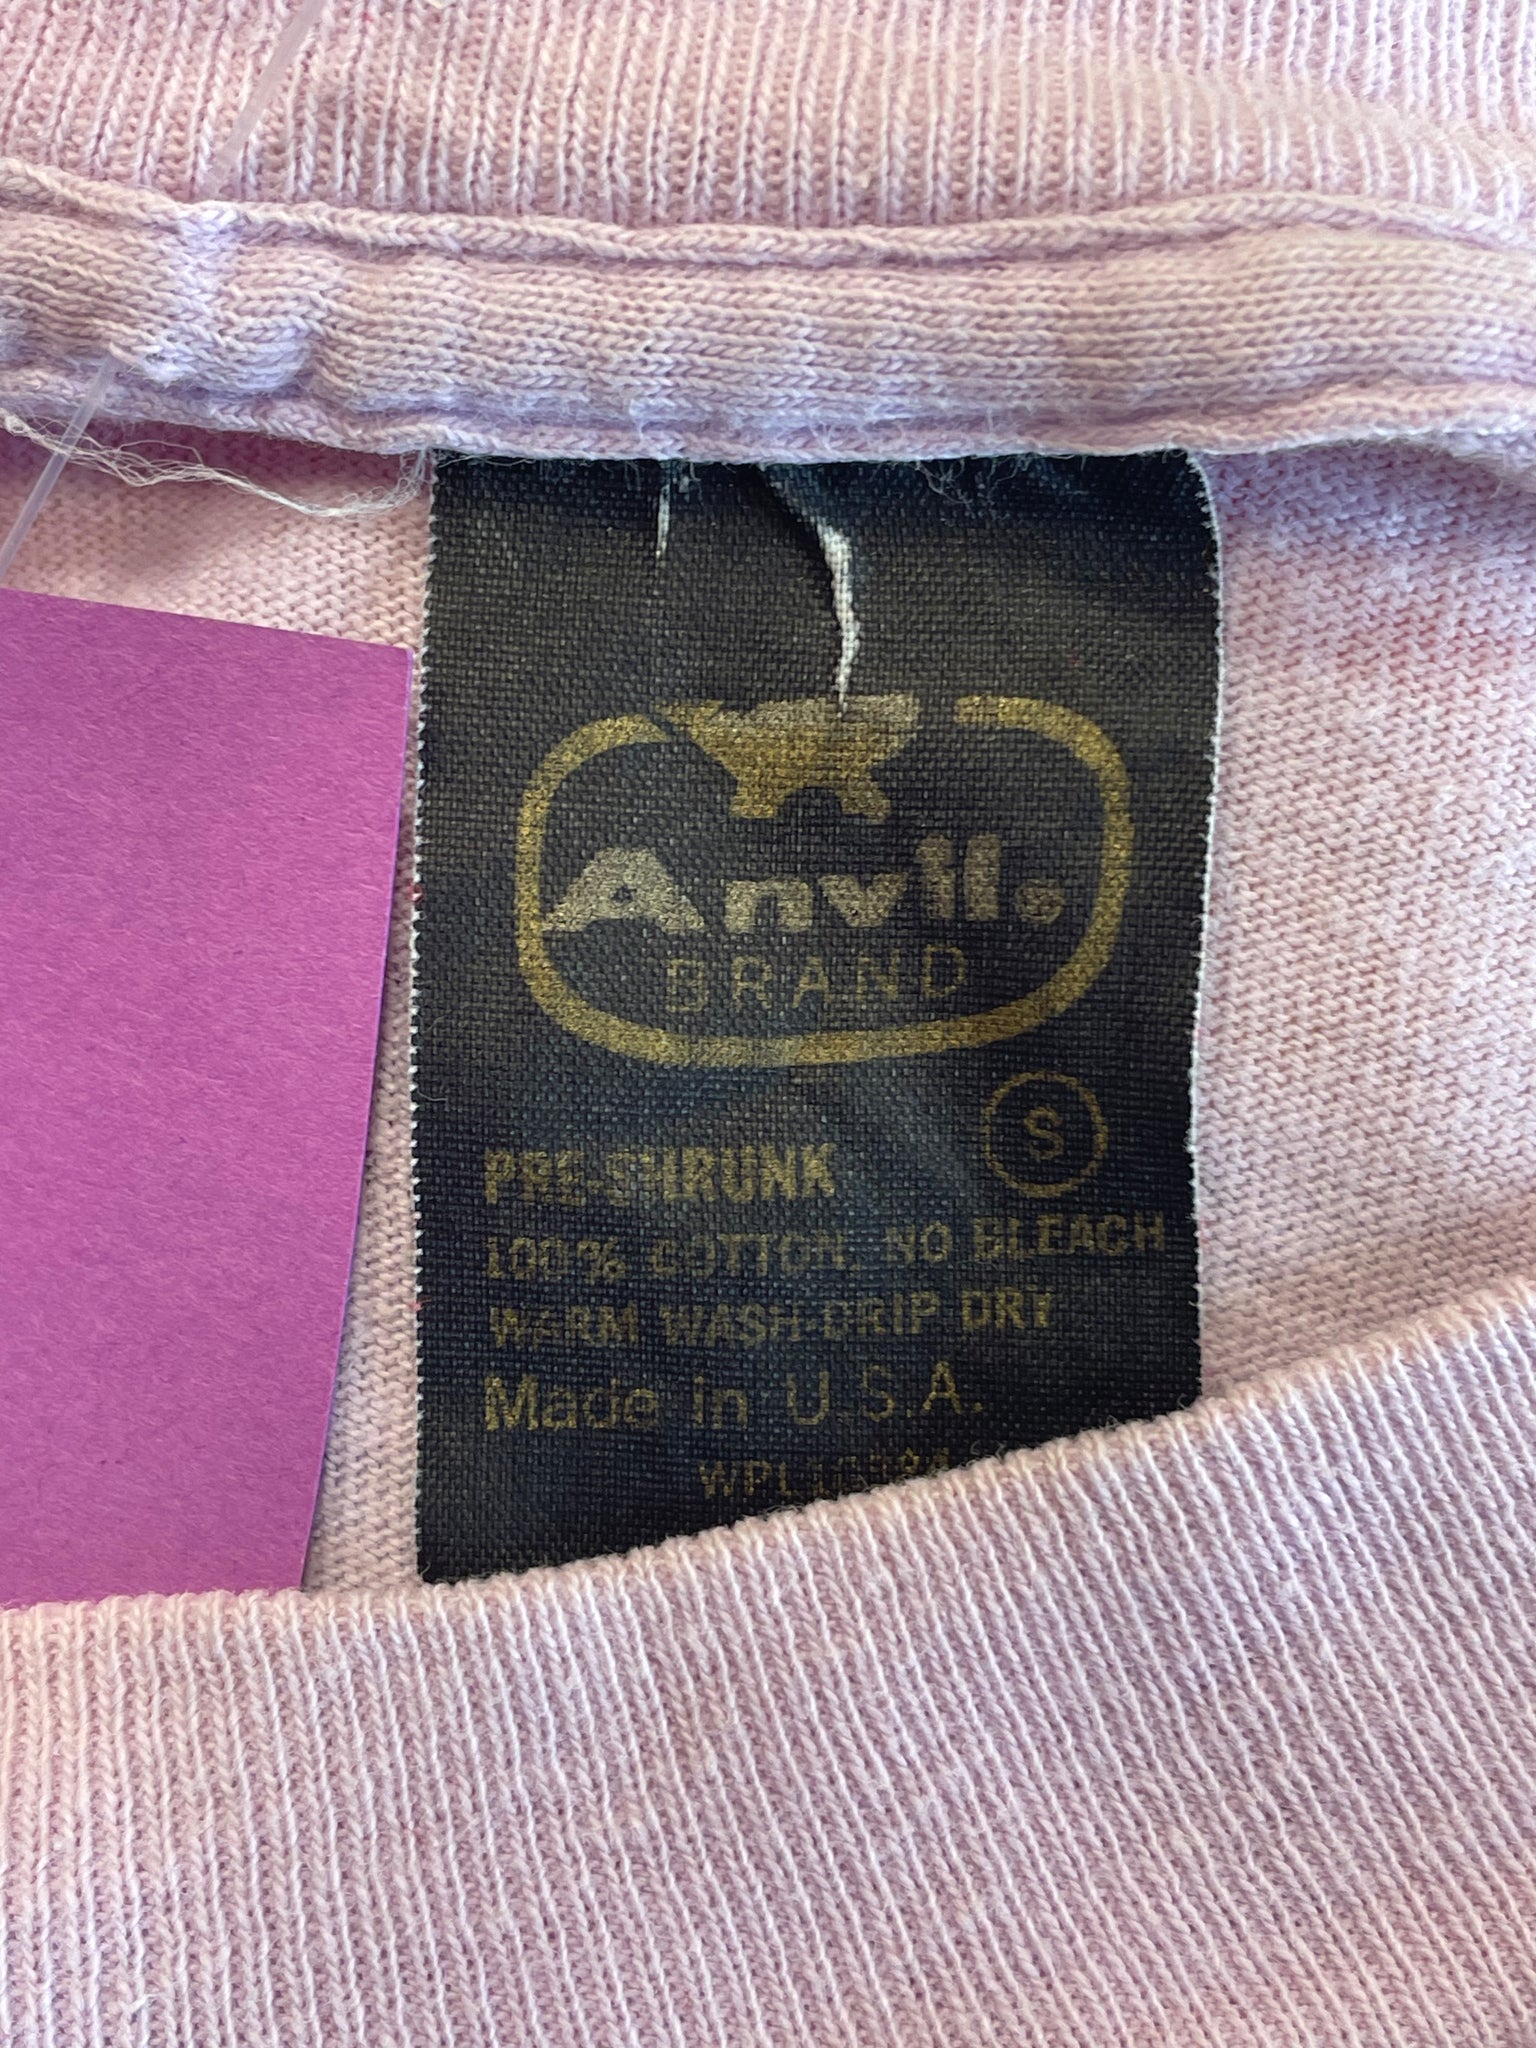 Anvil®
BRAND
S
PRE-SHRUNK
100% COTTON. NO BLEACH
WARM WASH-DRIP DRY
Made in U.S.A.